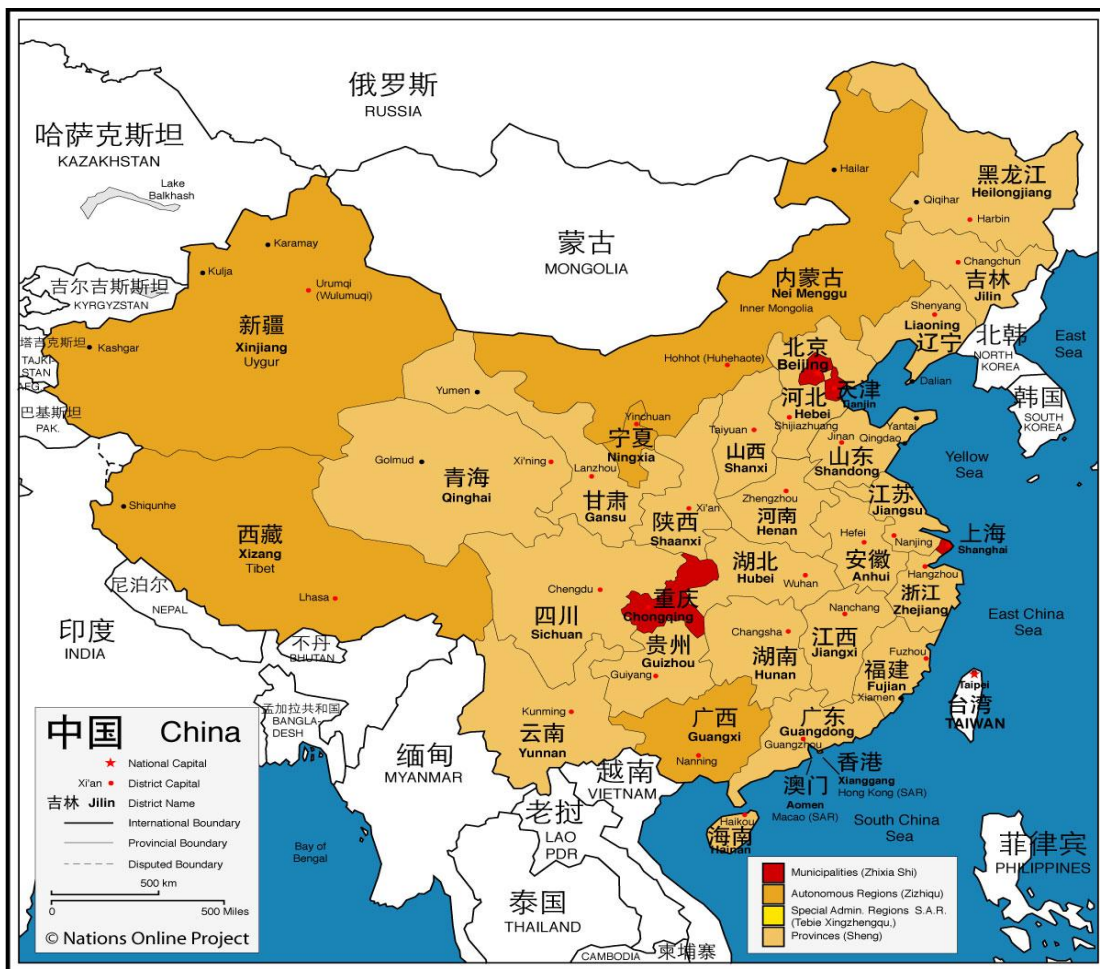 俄罗斯
RUSSIA
哈萨克斯坦
KAZAKHSTAN
Lake
Balkhash
蒙古
MONGOLIA
吉尔吉斯斯坦
KYRGYZSTAN
塔吉克斯坦
TAJKI-
STAN
AFG.
巴基斯坦
PAK.
Karamay
Kulja
Urumqi
(Wulumuqi)
新疆
Xinjiang
Uygur
Kashgar
Hailar
黑龙江
Heilongjiang
Qiqihar
Harbin
Changchun
吉林
Jilin
内蒙古
Nei Menggu
Inner Mongolia
Shenyang
Liaoning
辽宁
北韩
NORTH
KOREA
East
Sea
韩国
SOUTH
KOREA
Hohhot (Huhehaote)
北京
Beijing
天津
Tianjin
Dalian
河北
Hebei
Shijiazhuang
Yumen
Yinchuan
宁夏
Ningxia
Taiyuan
山西
Shanxi
Jinan
Yantai
Qingdao
山东
Shandong
Yellow
Sea
Golmud
青海
Qinghai
Xi'ning
Lanzhou
甘肃
Gansu
陕西
Shaanxi
Xi'an
Zhengzhou
河南
Henan
江苏
Jiangsu
Shiqunhe
西藏
Xizang
Tibet
Lhasa
Hefei
安徽
Anhui
Nanjing
上海
Shanghai
Hangzhou
浙江
Zhejiang
湖北
Hubei
Wuhan
Chengdu
四川
Sichuan
重庆
Chongqing
East China
Sea
尼泊尔
NEPAL
印度
INDIA
不丹
BHUTAN
贵州
Guizhou
Guiyang
Changsha
湖南
Hunan
Nanchang
江西
Jiangxi
Fuzhou
福建
Fujian
Xiamen
Taipei
台湾
TAIWAN
孟加拉共和国
BANGLA-
DESH
缅甸
MYANMAR
Kunming
云南
Yunnan
广西
Guangxi
Nanning
广东
Guangdong
Guangzhou
香港
Xianggang
Hong Kong (SAR)
澳门
Aomen
Macao (SAR)
越南
VIETNAM
老挝
LAO
PDR
Haikou
海南
Hainan
South China
Sea
菲律宾
PHILIPPINES
Bay of
Bengal
泰国
THAILAND
CAMBODIA
柬埔寨
中国 China
National Capital
Xi'an District Capital
吉林 Jilin District Name
International Boundary
Provincial Boundary
Disputed Boundary
500 km
0 500 Miles
© Nations Online Project
Municipalities (Zhixia Shi)
Autonomous Regions (Zizhiqu)
Special Admin. Regions S.A.R.
(Tebie Xingzhengqu,)
Provinces (Sheng)